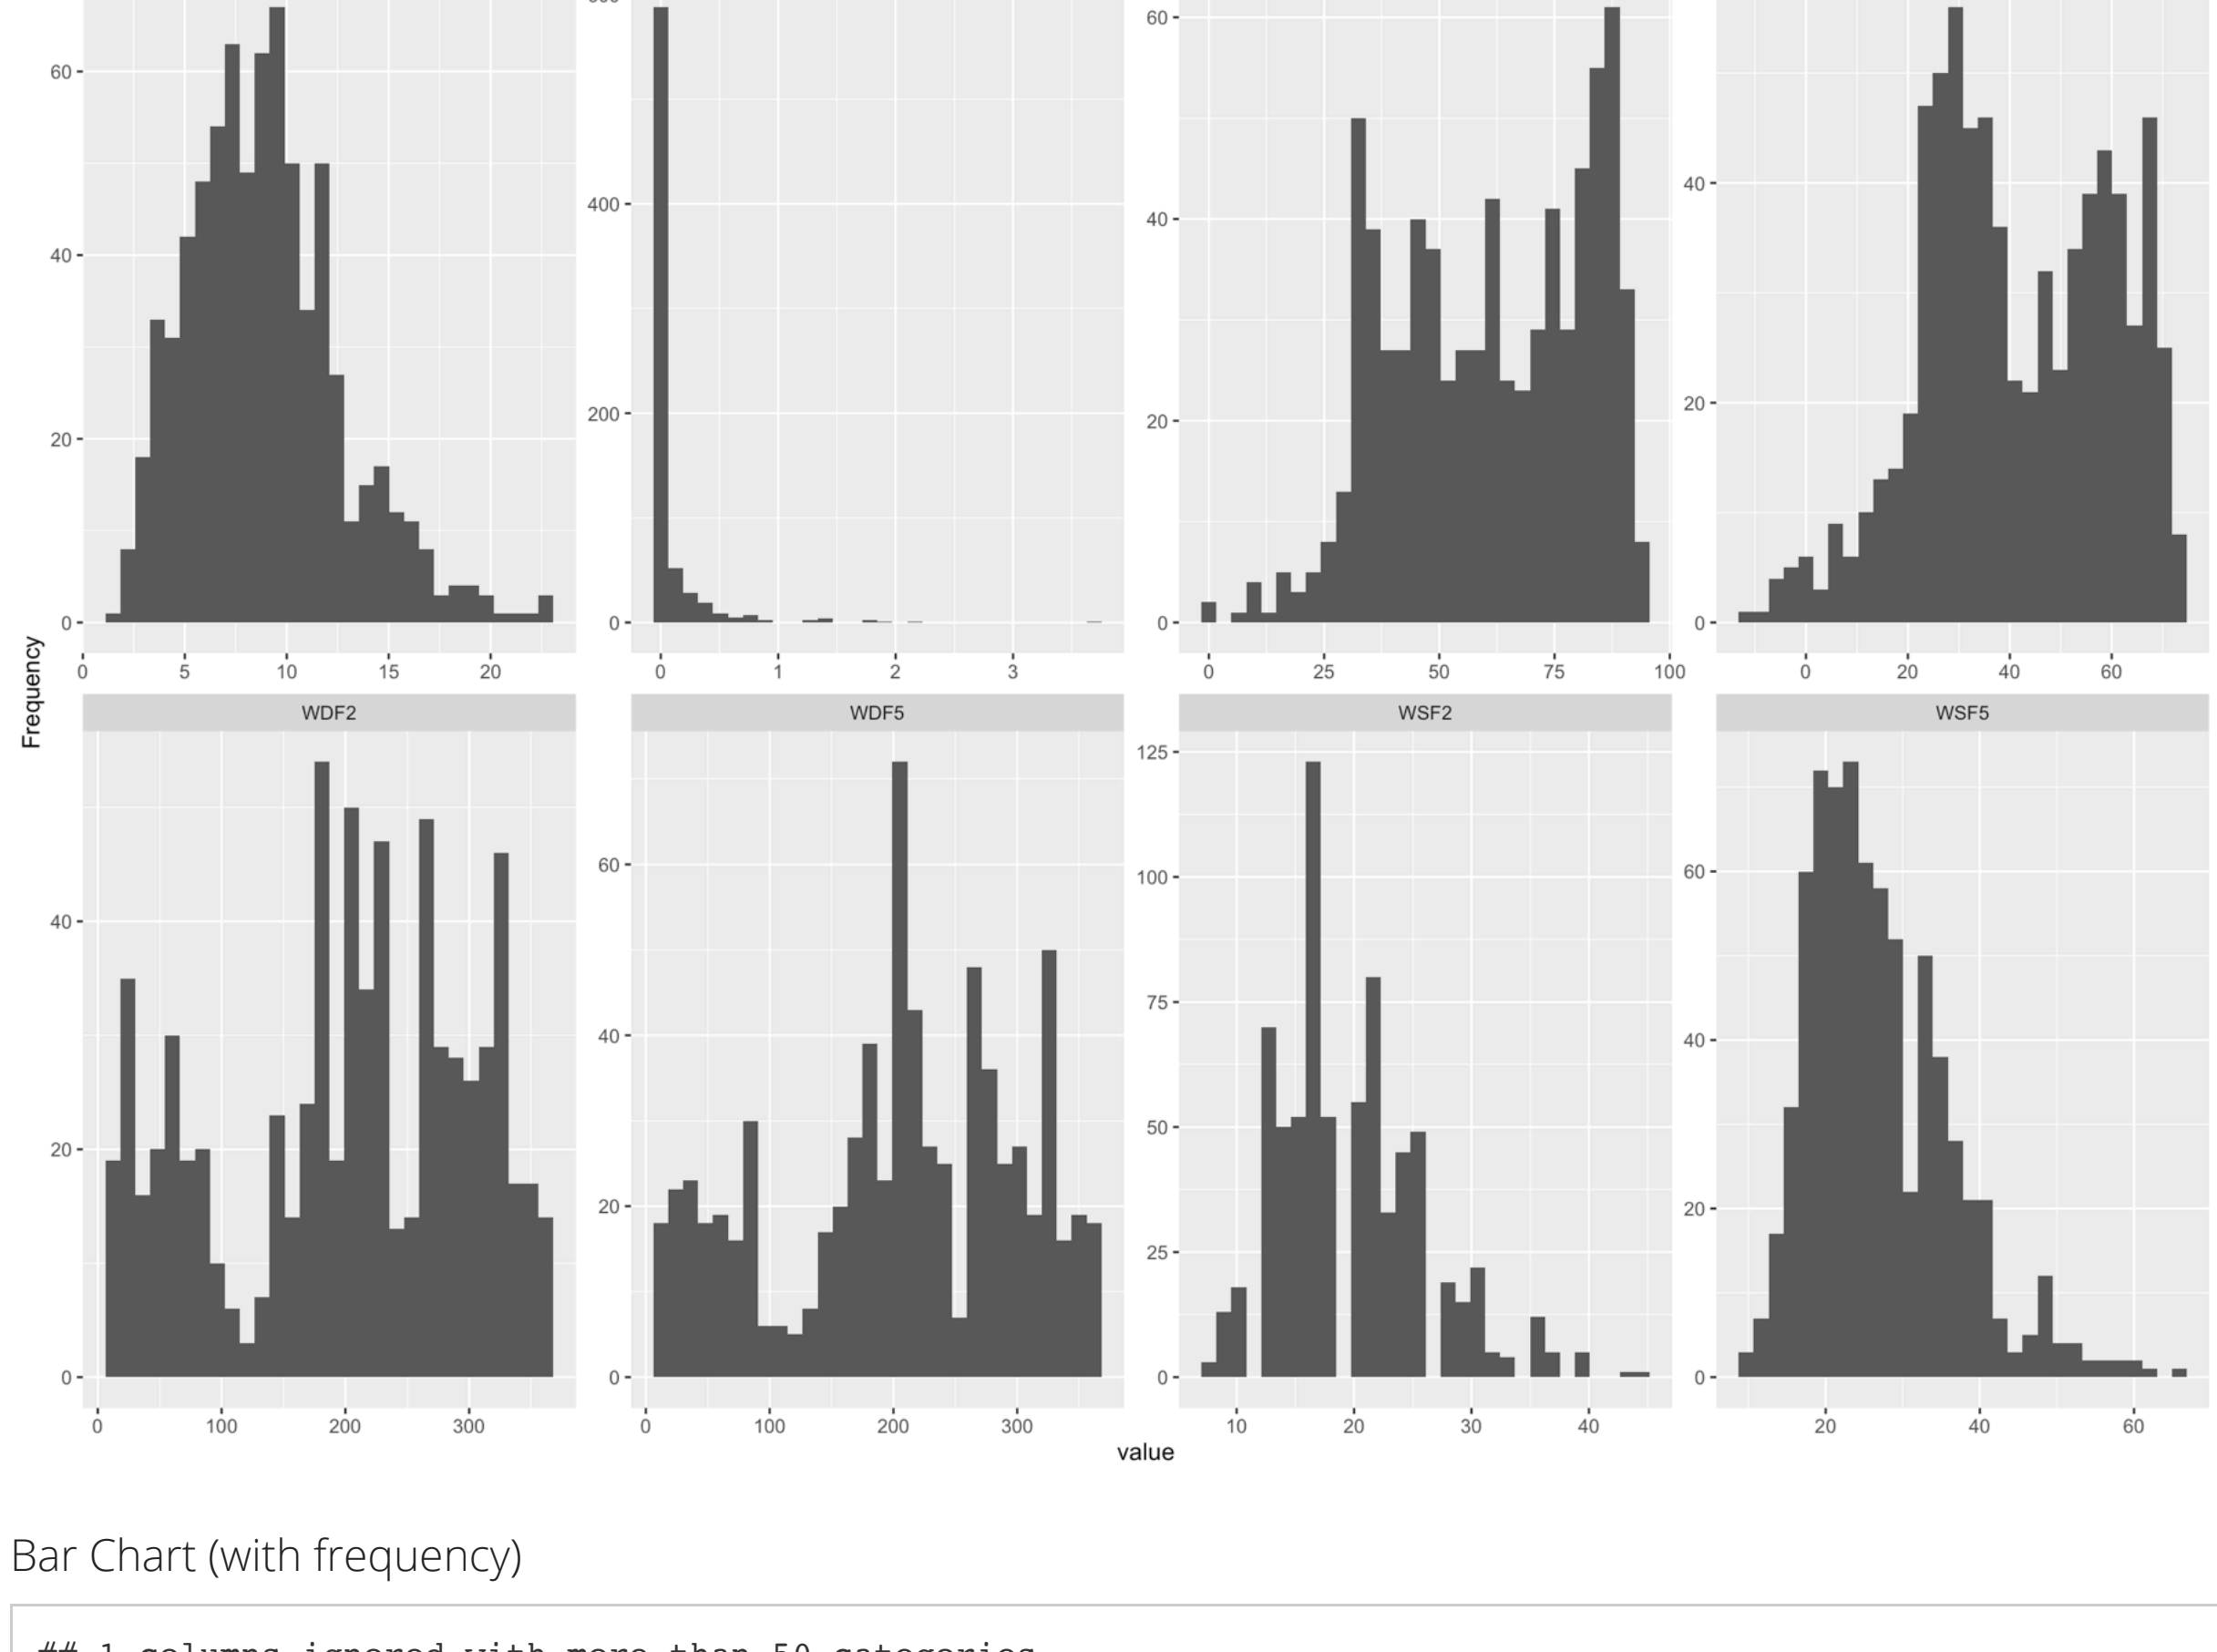 60
40
20
0
0 5 10 15 20
400
200
0
0 1 2 3
60
40
20
0
0 25 50 75 100
40
20
0
0 20 40 60
Frequency
WDF2
40
20
0
0 100 200 300
WDF5
60
40
20
0
0 100 200 300
WSF2
125
100
75
50
25
0
10 20 30 40
WSF5
60
40
20
0
20 40 60
value
Bar Chart (with frequency)
## 1 columns ignored with more than 50 categories